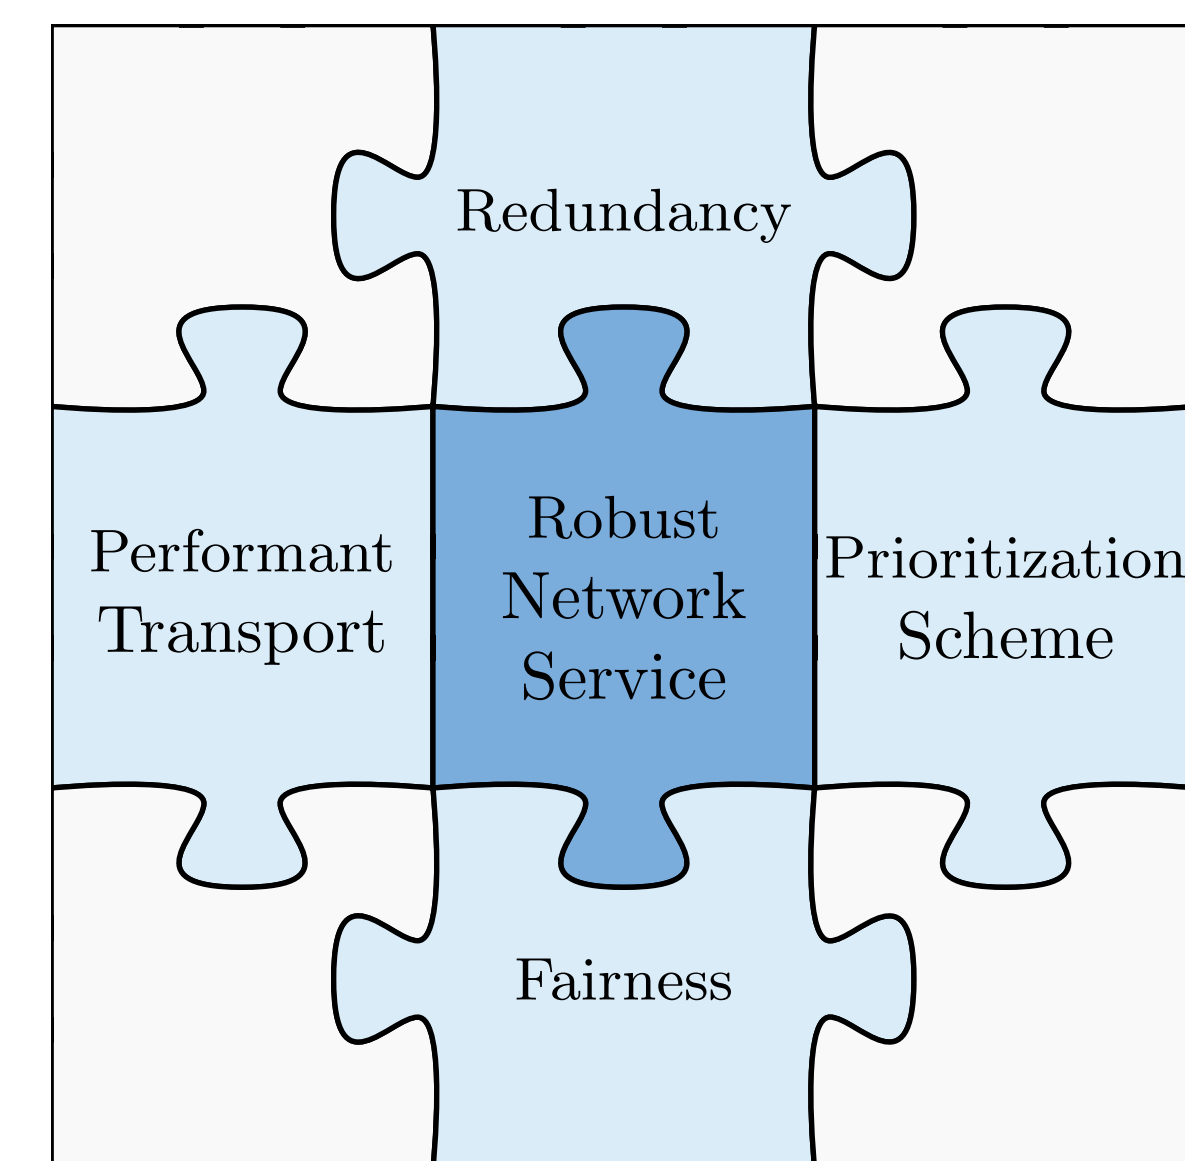 Redundancy
Performant
Transport
Robust
Network
Service
Prioritization
Scheme
Fairness